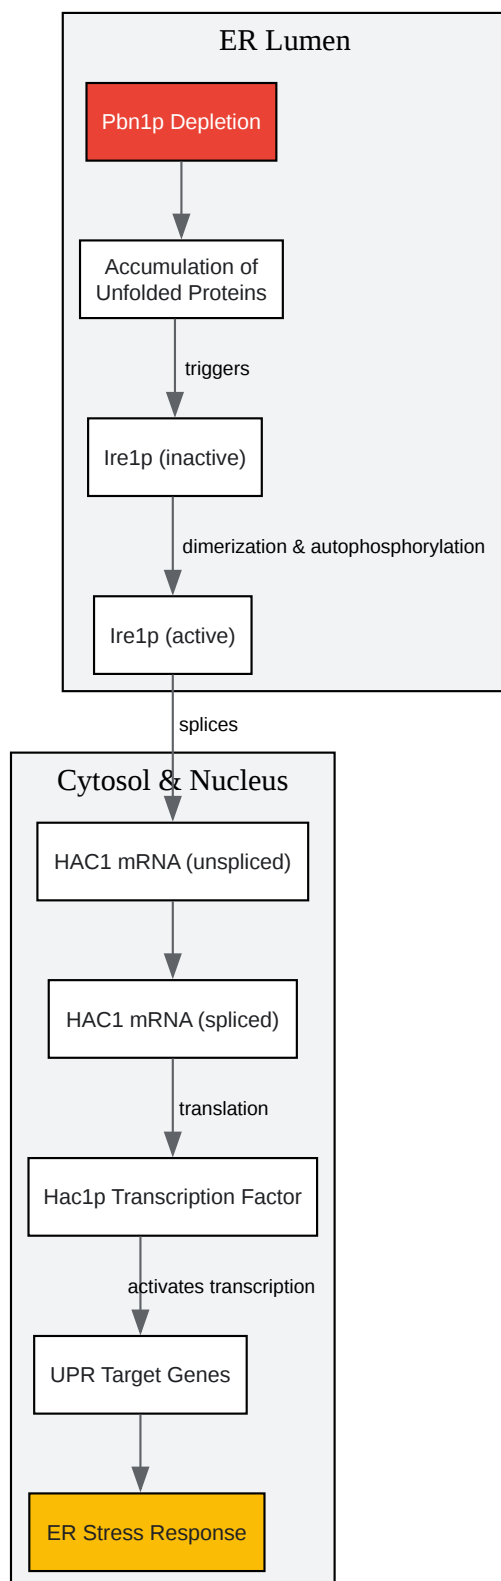 ER Lumen
Pbn1p Depletion
Accumulation of
Unfolded Proteins
triggers
Ire1p (inactive)
dimerization & autophosphorylation
Ire1p (active)
splices
Cytosol & Nucleus
HAC1 mRNA (unspliced)
HAC1 mRNA (spliced)
translation
Hac1p Transcription Factor
activates transcription
UPR Target Genes
ER Stress Response